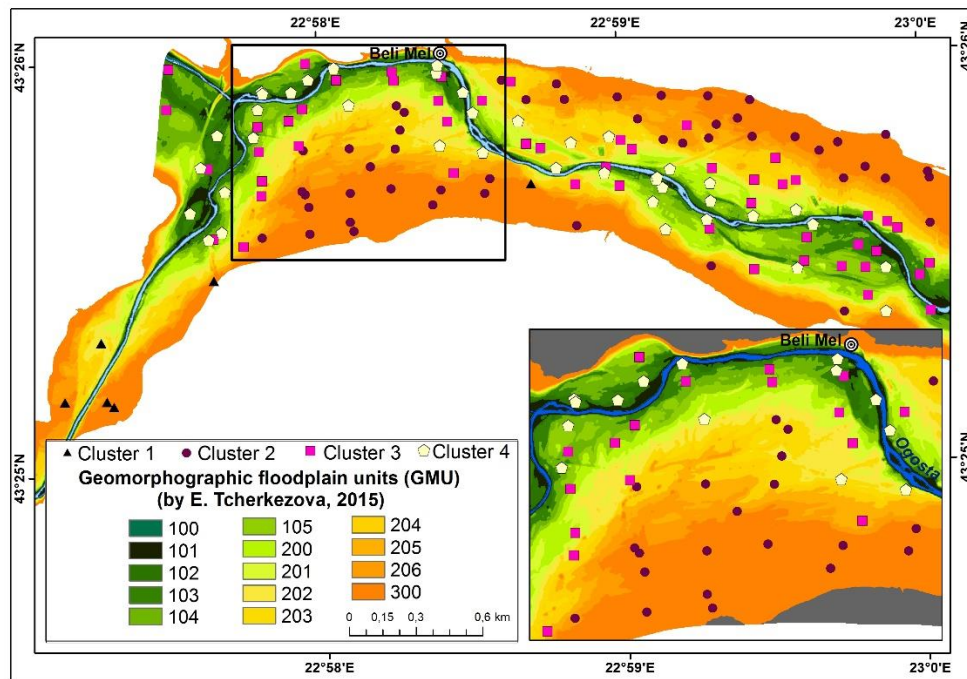 22°58'E 22°59'E 23°0'E
43°26'N
43°26'N
Beli Mel
Beli Mel
Ogosta
43°25'N
43°25'N
Cluster 1 Cluster 2 Cluster 3 Cluster 4
Geomorphographic floodplain units (GMU)
(by E. Tcherkezova, 2015)
100 105 204
101 200 205
102 201 206
103 202 300
104 203
0 0,15 0,3 0,6 km
22°58'E 22°59'E 23°0'E